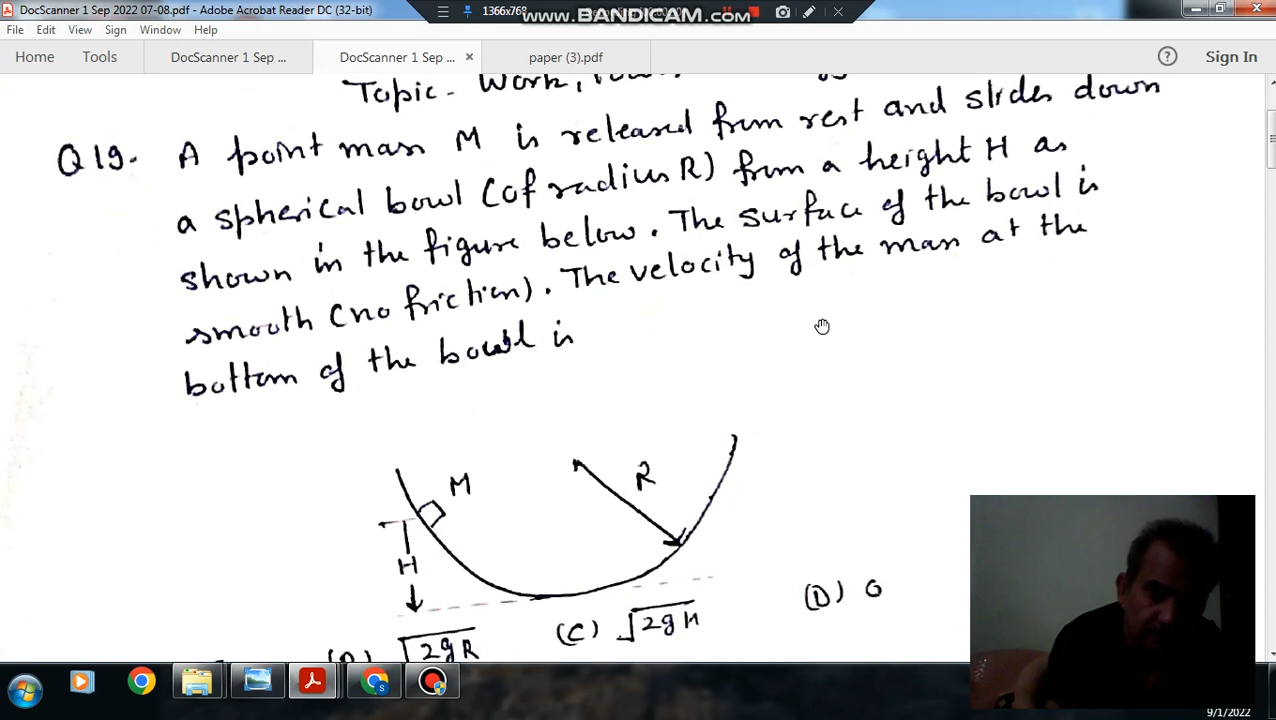 DocScanner 1 Sep 2022 07-08.pdf - Adobe Acrobat Reader DC (32-bit)
1366x768
www.BANDICAM.com
File Edit View Sign Window Help
Home Tools DocScanner 1 Sep ... DocScanner 1 Sep ... × paper (3).pdf ? Sign In
Topic - Work,
Q 19. A point mass M is released from rest and slides down
a spherical bowl (of radius R) from a height H as
shown in the figure below. The surface of the bowl is
smooth (no friction). The velocity of the mass at the
bottom of the bowl is
M
R
H
√2gR
(C) √2gH
(D) 0
9/1/2022